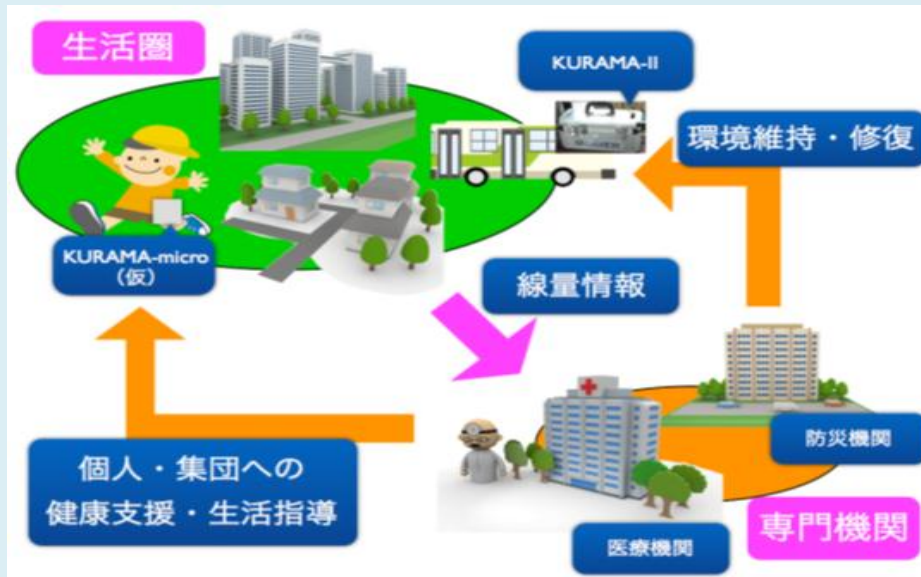 生活圏
KURAMA-II
環境維持・修復
KURAMA-micro
（仮）
線量情報
防災機関
個人・集団への
健康支援・生活指導
専門機関
医療機関